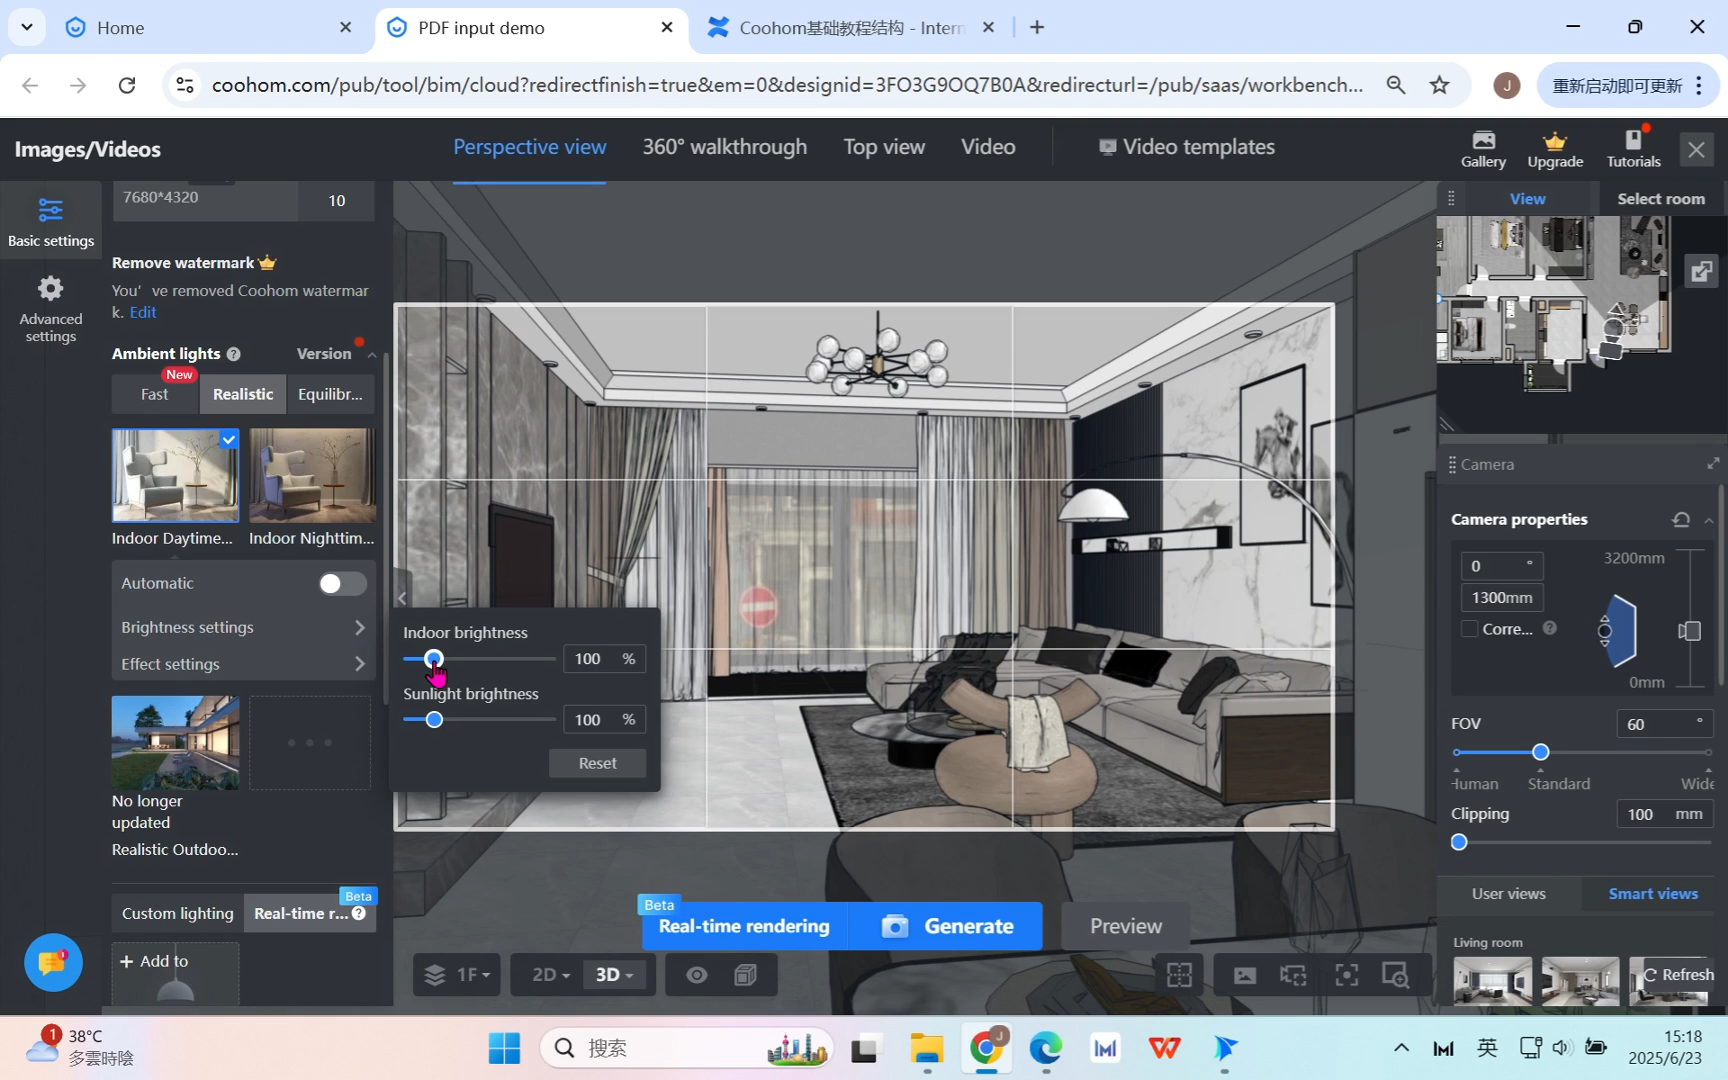 Home
PDF input demo
Coohom基础教程结构 - Intern
coohom.com/pub/tool/bim/cloud?redirectfinish=true&em=0&designid=3FO3G9OQ7B0A&redirecturl=/pub/saas/workbench...
J
重新启动即可更新
Images/Videos
Perspective view
360° walkthrough
Top view
Video
Video templates
Gallery
Upgrade
Tutorials
Basic settings
Advanced
settings
7680*4320
10
Remove watermark
You' ve removed Coohom watermar
k. Edit
Ambient lights
Version
New
Fast
Realistic
Equilibr...
Indoor Daytime...
Indoor Nighttim...
Automatic
Brightness settings
Effect settings
No longer
updated
Realistic Outdoo...
Beta
Custom lighting
Real-time r...
+ Add to
Indoor brightness
100 %
Sunlight brightness
100 %
Reset
Beta
Real-time rendering
Generate
Preview
1F
2D
3D
View
Select room
Camera
Camera properties
0 °
1300mm
Corre...
3200mm
0mm
FOV
60 °
Human
Standard
Wide
Clipping
100 mm
User views
Smart views
Living room
Refresh
1
38°C
多雲時陰
搜索
J
英
15:18
2025/6/23